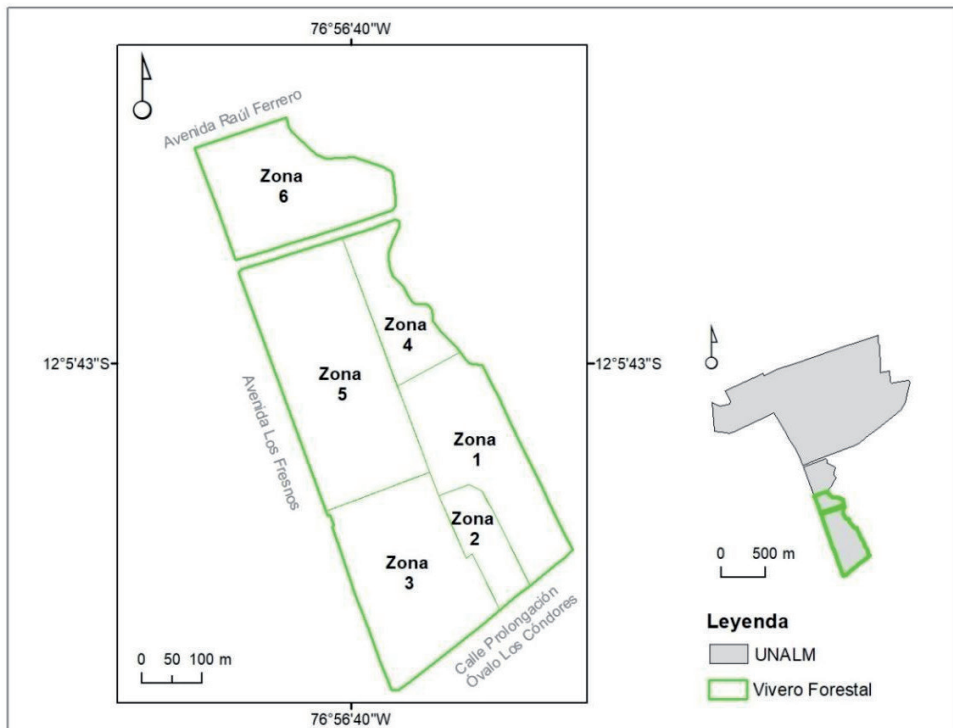 76°56'40"W
Avenida Raúl Ferrero
Zona
6
Zona
4
12°5'43"S
12°5'43"S
Zona
5
Avenida Los Fresnos
Zona
1
Zona
2
Zona
3
Calle Prolongación
Óvalo Los Cóndores
0 50 100 m
76°56'40"W
0 500 m
Leyenda
UNALM
Vivero Forestal